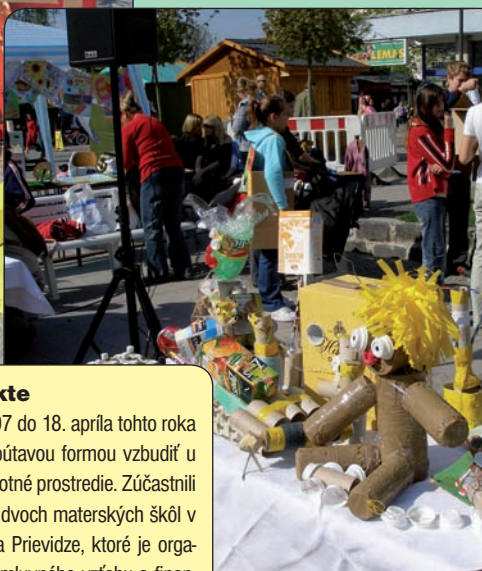 LEMAS
kte
07 do 18. apríla tohto roka
pútavou formou vzbudiť u
otné prostredie. Zúčastnili
dvoch materských škôl v
a Prievidze, ktoré je orga-